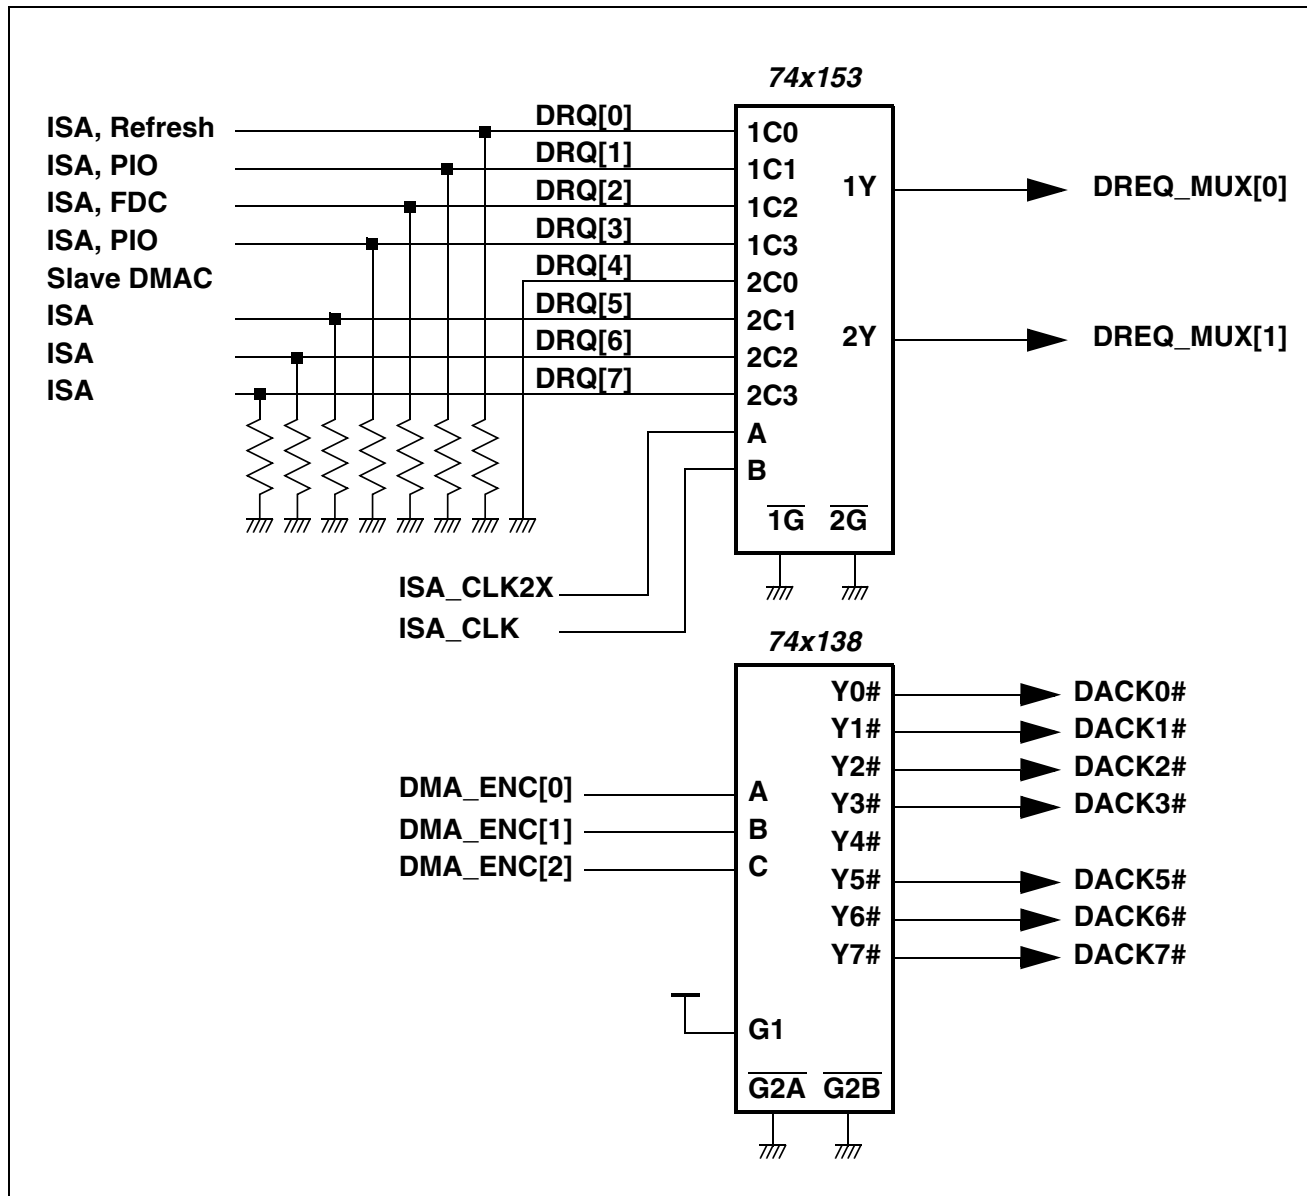 74x153
ISA, Refresh DRQ[0] 1C0
ISA, PIO DRQ[1] 1C1
1Y DREQ_MUX[0]
ISA, FDC DRQ[2] 1C2
ISA, PIO DRQ[3] 1C3
Slave DMAC DRQ[4] 2C0
ISA DRQ[5] 2C1
2Y DREQ_MUX[1]
ISA DRQ[6] 2C2
ISA DRQ[7] 2C3
A
B
1G 2G
ISA_CLK2X
ISA_CLK
74x138
Y0# DACK0#
Y1# DACK1#
Y2# DACK2#
DMA_ENC[0] A
Y3# DACK3#
DMA_ENC[1] B
Y4#
DMA_ENC[2] C
Y5# DACK5#
Y6# DACK6#
Y7# DACK7#
G1
G2A G2B